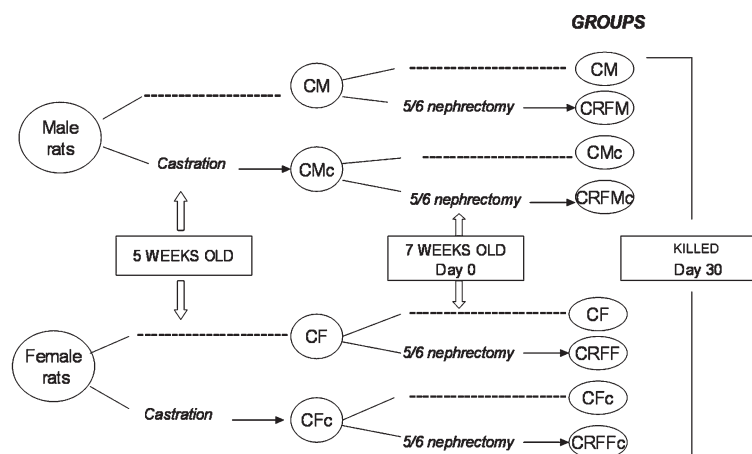 GROUPS
CM
CM
5/6 nephrectomy
CRFM
Male
rats
Castration
CMc
CMc
5/6 nephrectomy
CRFMc
5 WEEKS OLD
7 WEEKS OLD
Day 0
KILLED
Day 30
CF
CF
5/6 nephrectomy
CRFF
Female
rats
Castration
CFc
CFc
5/6 nephrectomy
CRFFc